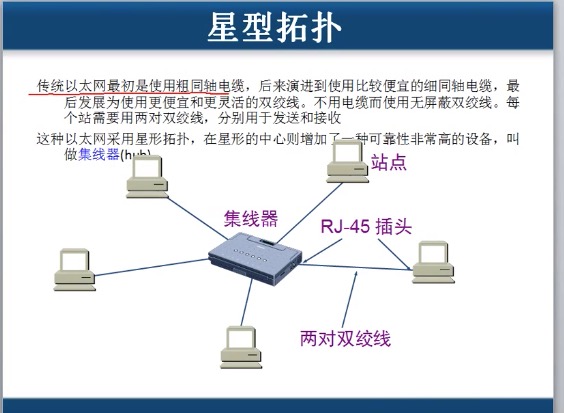 星型拓扑
传统以太网最初是使用粗同轴电缆，后来演进到使用比较便宜的细同轴电缆，最
后发展为使用更便宜和更灵活的双绞线。不用电缆而使用无屏蔽双绞线。每
个站需要用两对双绞线，分别用于发送和接收
这种以太网采用星形拓扑，在星形的中心则增加了一种可靠性非常高的设备，叫
做集线器(hub)
站点
集线器
RJ-45 插头
两对双绞线